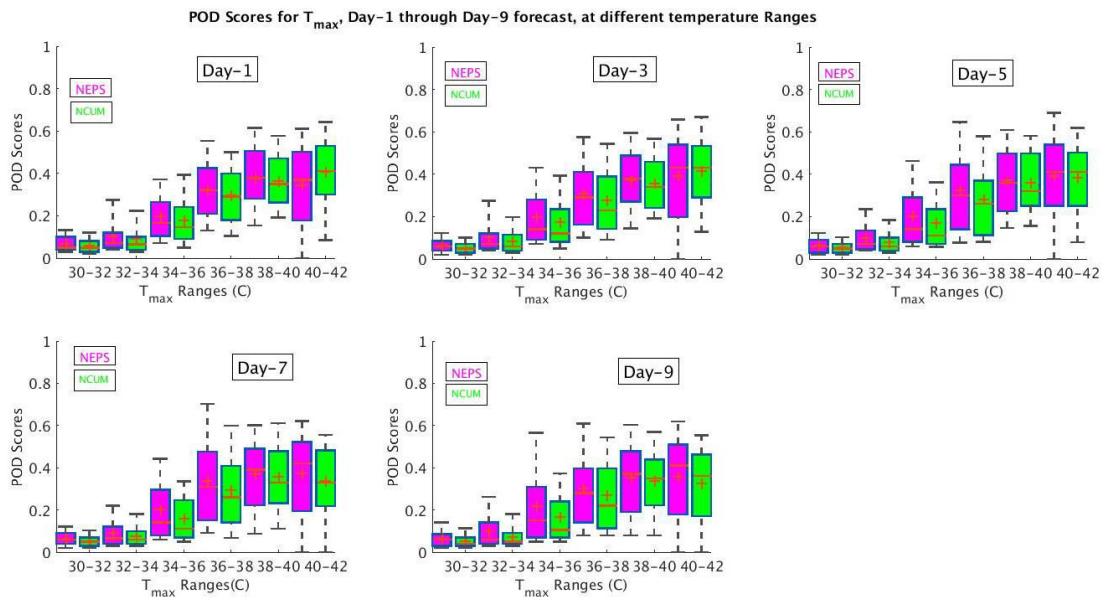 POD Scores for Tmax, Day-1 through Day-9 forecast, at different temperature Ranges
1
0.8
0.6
0.4
0.2
0
POD Scores
NEPS
NCUM
Day-1
30-32 32-34 34-36 36-38 38-40 40-42
Tmax Ranges (C)
1
0.8
0.6
0.4
0.2
0
POD Scores
NEPS
NCUM
Day-3
30-32 32-34 34-36 36-38 38-40 40-42
Tmax Ranges (C)
1
0.8
0.6
0.4
0.2
0
POD Scores
NEPS
NCUM
Day-5
30-32 32-34 34-36 36-38 38-40 40-42
Tmax Ranges (C)
1
0.8
0.6
0.4
0.2
0
POD Scores
NEPS
NCUM
Day-7
30-32 32-34 34-36 36-38 38-40 40-42
Tmax Ranges(C)
1
0.8
0.6
0.4
0.2
0
POD Scores
NEPS
NCUM
Day-9
30-32 32-34 34-36 36-38 38-40 40-42
Tmax Ranges (C)